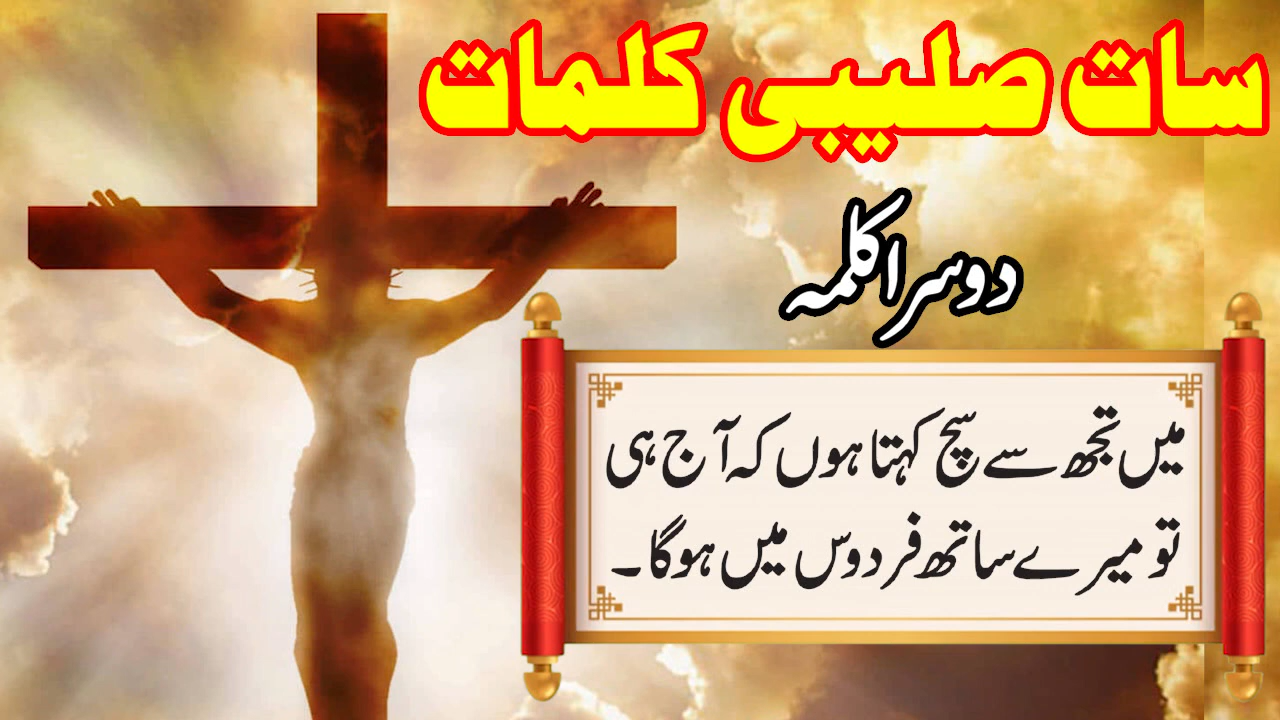 سات صلیبی کلمات
دوسرا کلمہ
میں تجھ سے سچ کہتا ہوں کہ آج ہی
تو میرے ساتھ فردوس میں ہوگا۔